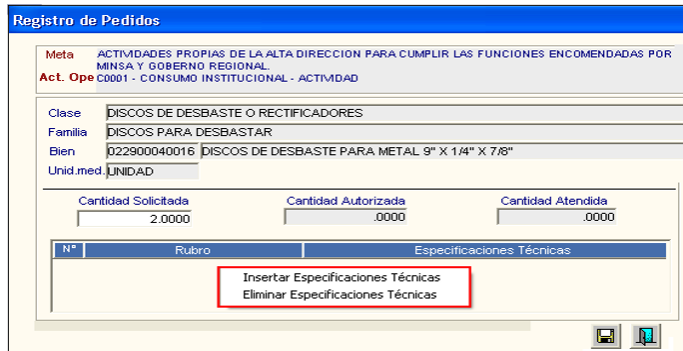 Registro de Pedidos
Meta ACTIVIDADES PROPIAS DE LA ALTA DIRECCION PARA CUMPLIR LAS FUNCIONES ENCOMENDADAS POR
MINSA Y GOBERNO REGIONAL.
Act. Ope C0001 - CONSUMO INSTITUCIONAL - ACTIVIDAD
Clase DISCOS DE DESBASTE O RECTIFICADORES
Familia DISCOS PARA DESBASTAR
Bien 022900040016 DISCOS DE DESBASTE PARA METAL 9" X 1/4" X 7/8"
Unid.med. UNIDAD
Cantidad Solicitada Cantidad Autorizada Cantidad Atendida
2.0000 .0000 .0000
N° Rubro Especificaciones Técnicas
Insertar Especificaciones Técnicas
Eliminar Especificaciones Técnicas